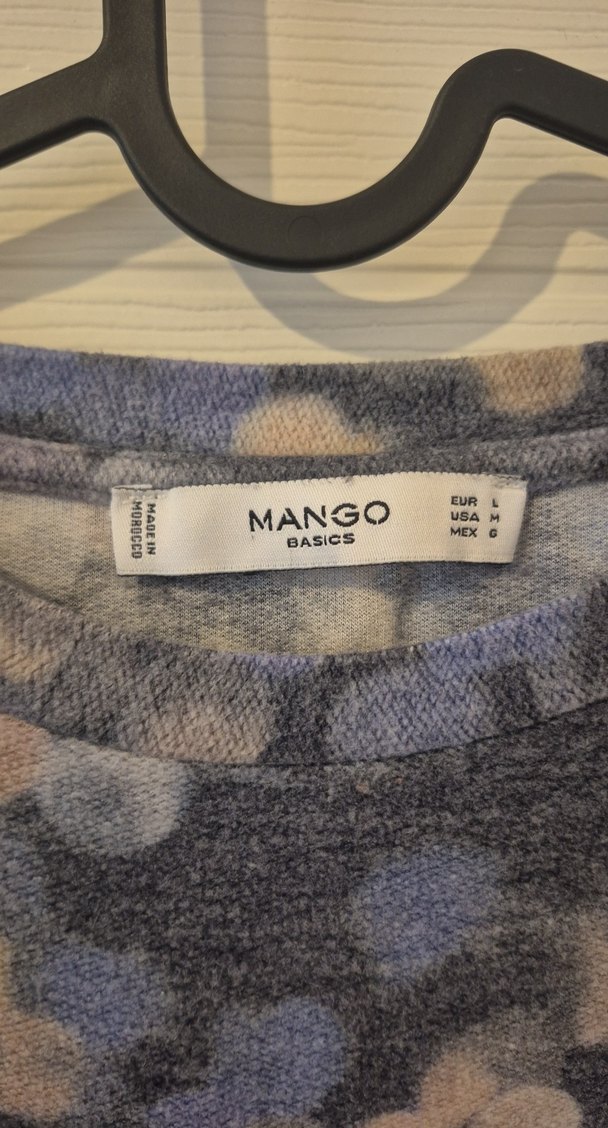 MADE IN
MOROCCO
MANGO
BASICS
EUR L
USA M
MEX G